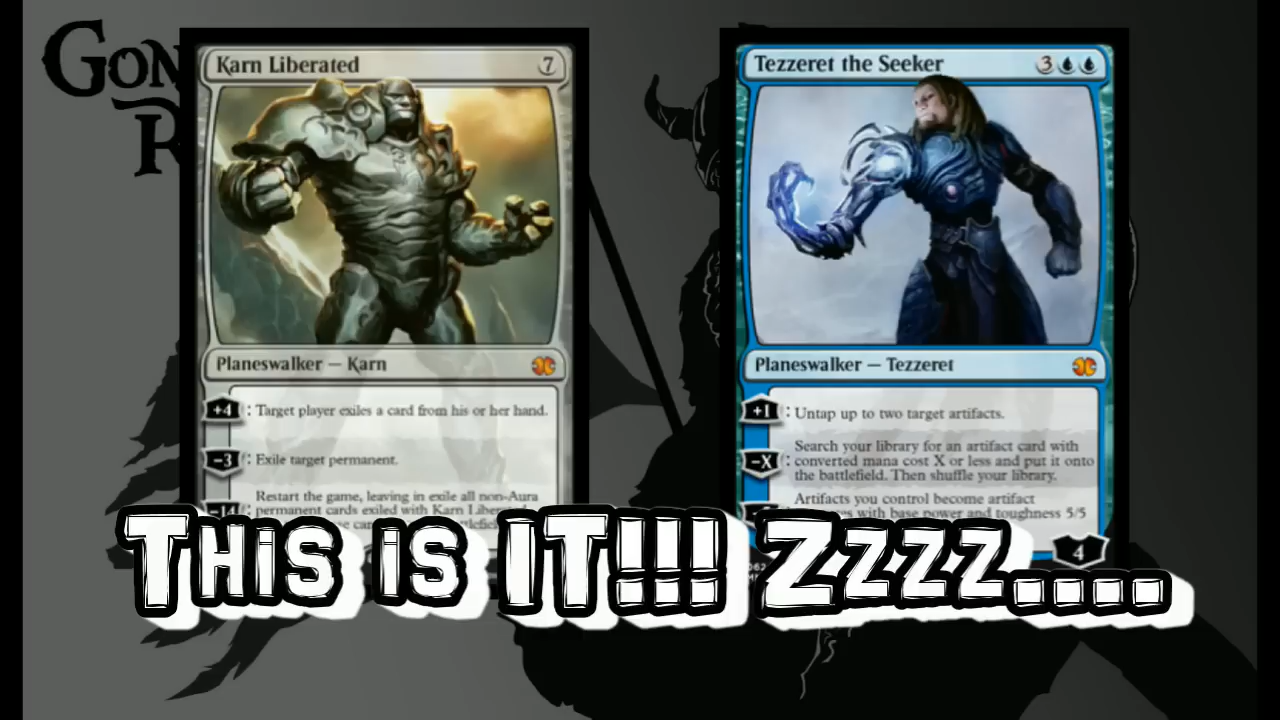 Gon
R
Karn Liberated 7
Planeswalker — Karn
+4 : Target player exiles a card from his or her hand.
-3 : Exile target permanent.
-14 : Restart the game, leaving in exile all non-Aura
permanent cards exiled with Karn
Tezzeret the Seeker 3
Planeswalker — Tezzeret
+1 : Untap up to two target artifacts.
-X : Search your library for an artifact card with
converted mana cost X or less and put it onto
the battlefield. Then shuffle your library.
Artifacts you control become artifact
with base power and toughness 5/5
4
This is IT!!! Zzzz....